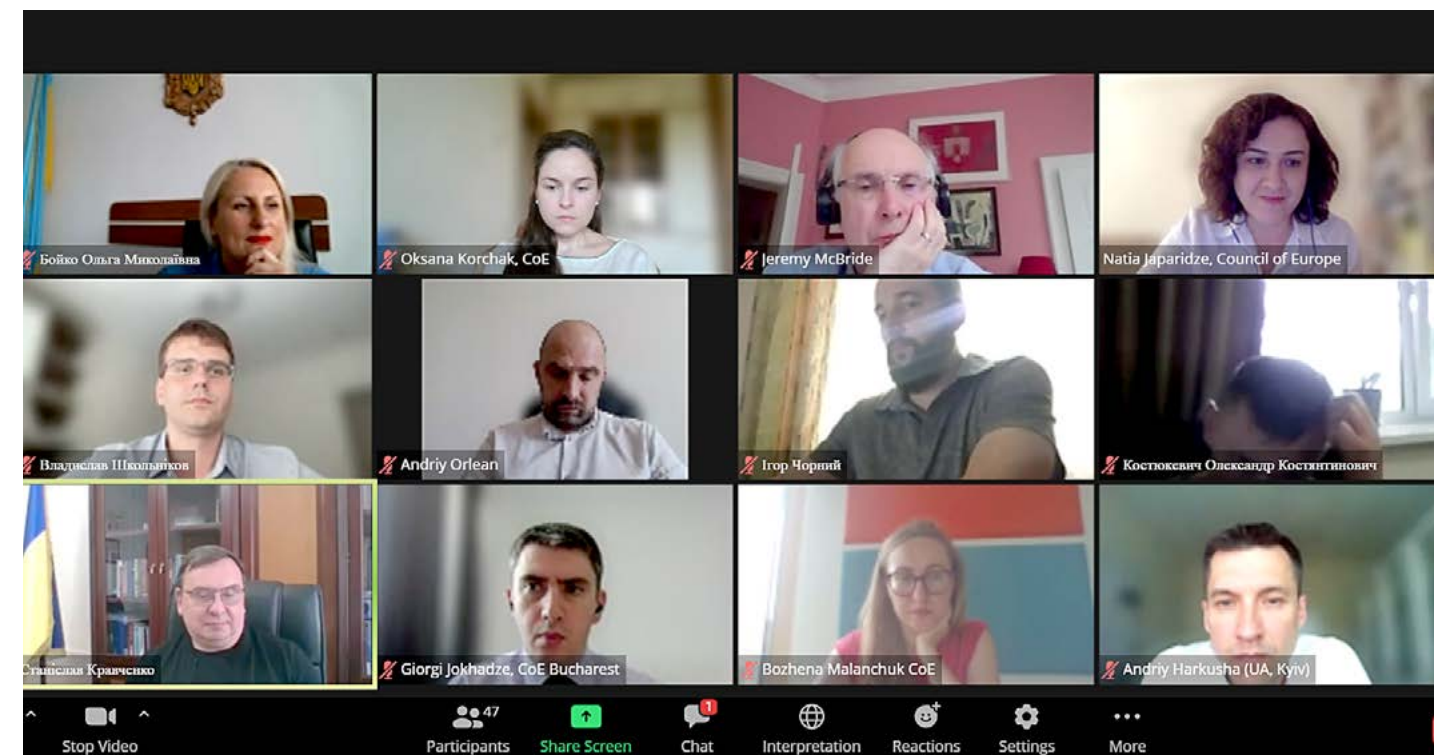 Бойко Ольга Миколаївна
Oksana Korchak, CoE
Jeremy McBride
Natia Japaridze, Council of Europe
Владислав Школьніков
Andriy Orlean
Ігор Чорний
Костюкевич Олександр Костянтинович
Станіслав Кравченко
Giorgi Jokhadze, CoE Bucharest
Bozhena Malanchuk CoE
Andriy Harkusha (UA, Kyiv)
47
1
Stop Video
Participants
Share Screen
Chat
Interpretation
Reactions
Settings
More